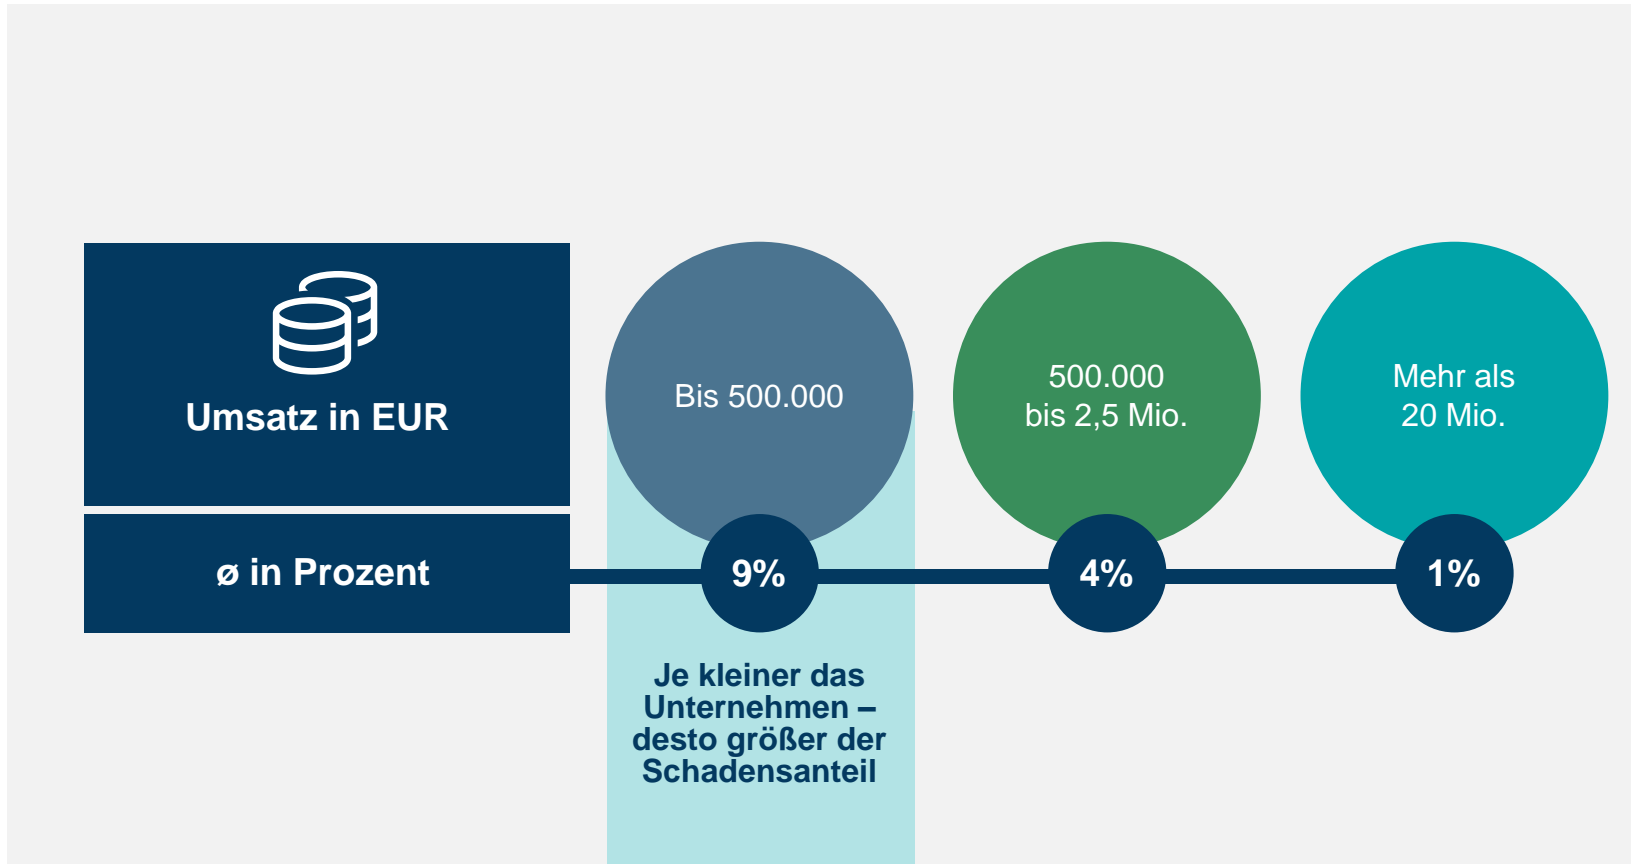 Umsatz in EUR
Bis 500.000
500.000
bis 2,5 Mio.
Mehr als
20 Mio.
ø in Prozent
9%
4%
1%
Je kleiner das
Unternehmen –
desto größer der
Schadensanteil